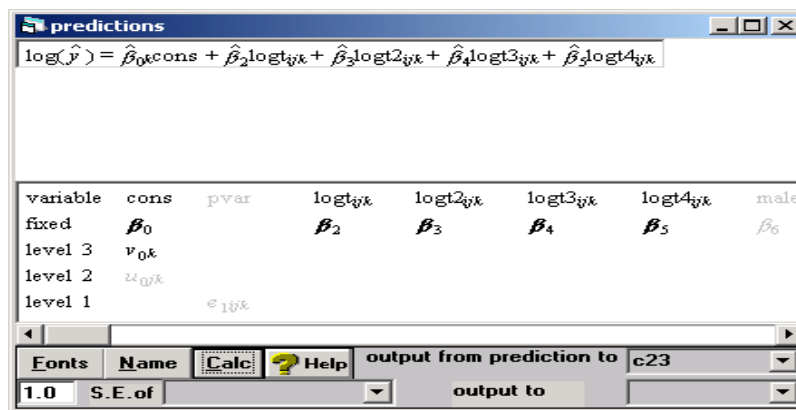 predictions
log(ŷ) = β̂₀ₖcons + β̂₂logtᵢⱼₖ + β̂₃logt2ᵢⱼₖ + β̂₄logt3ᵢⱼₖ + β̂₅logt4ᵢⱼₖ
variable cons pvar logtᵢⱼₖ logt2ᵢⱼₖ logt3ᵢⱼₖ logt4ᵢⱼₖ male
fixed β₀ β₂ β₃ β₄ β₅ β₆
level 3 v₀ₖ
level 2 u₀ⱼₖ
level 1 e₁ᵢⱼₖ
Fonts Name Calc ? Help output from prediction to c23
1.0 S.E.of output to